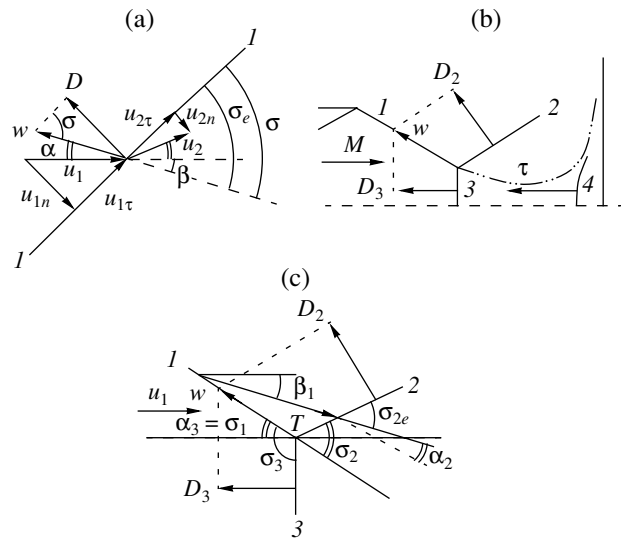 (a)
1
D
u2τ
u2n
σe
σ
w
σ
α
u1
u2
β
u1n
u1τ
1
(b)
D2
1
2
w
M
D3
3
τ
4
(c)
D2
1
β1
u1
w
2
T
σ2e
α3 = σ1
σ3
σ2
α2
D3
3